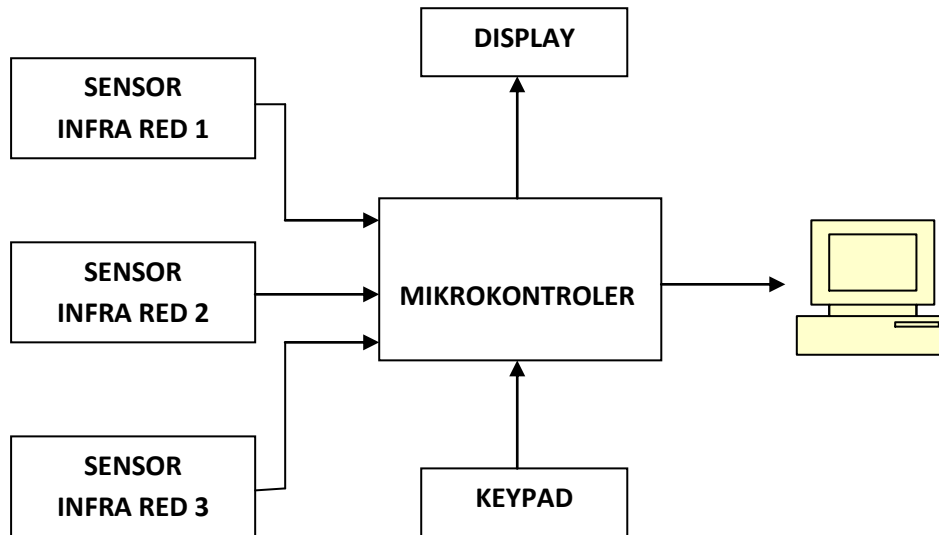 DISPLAY
SENSOR
INFRA RED 1
SENSOR
INFRA RED 2
MIKROKONTROLER
SENSOR
INFRA RED 3
KEYPAD